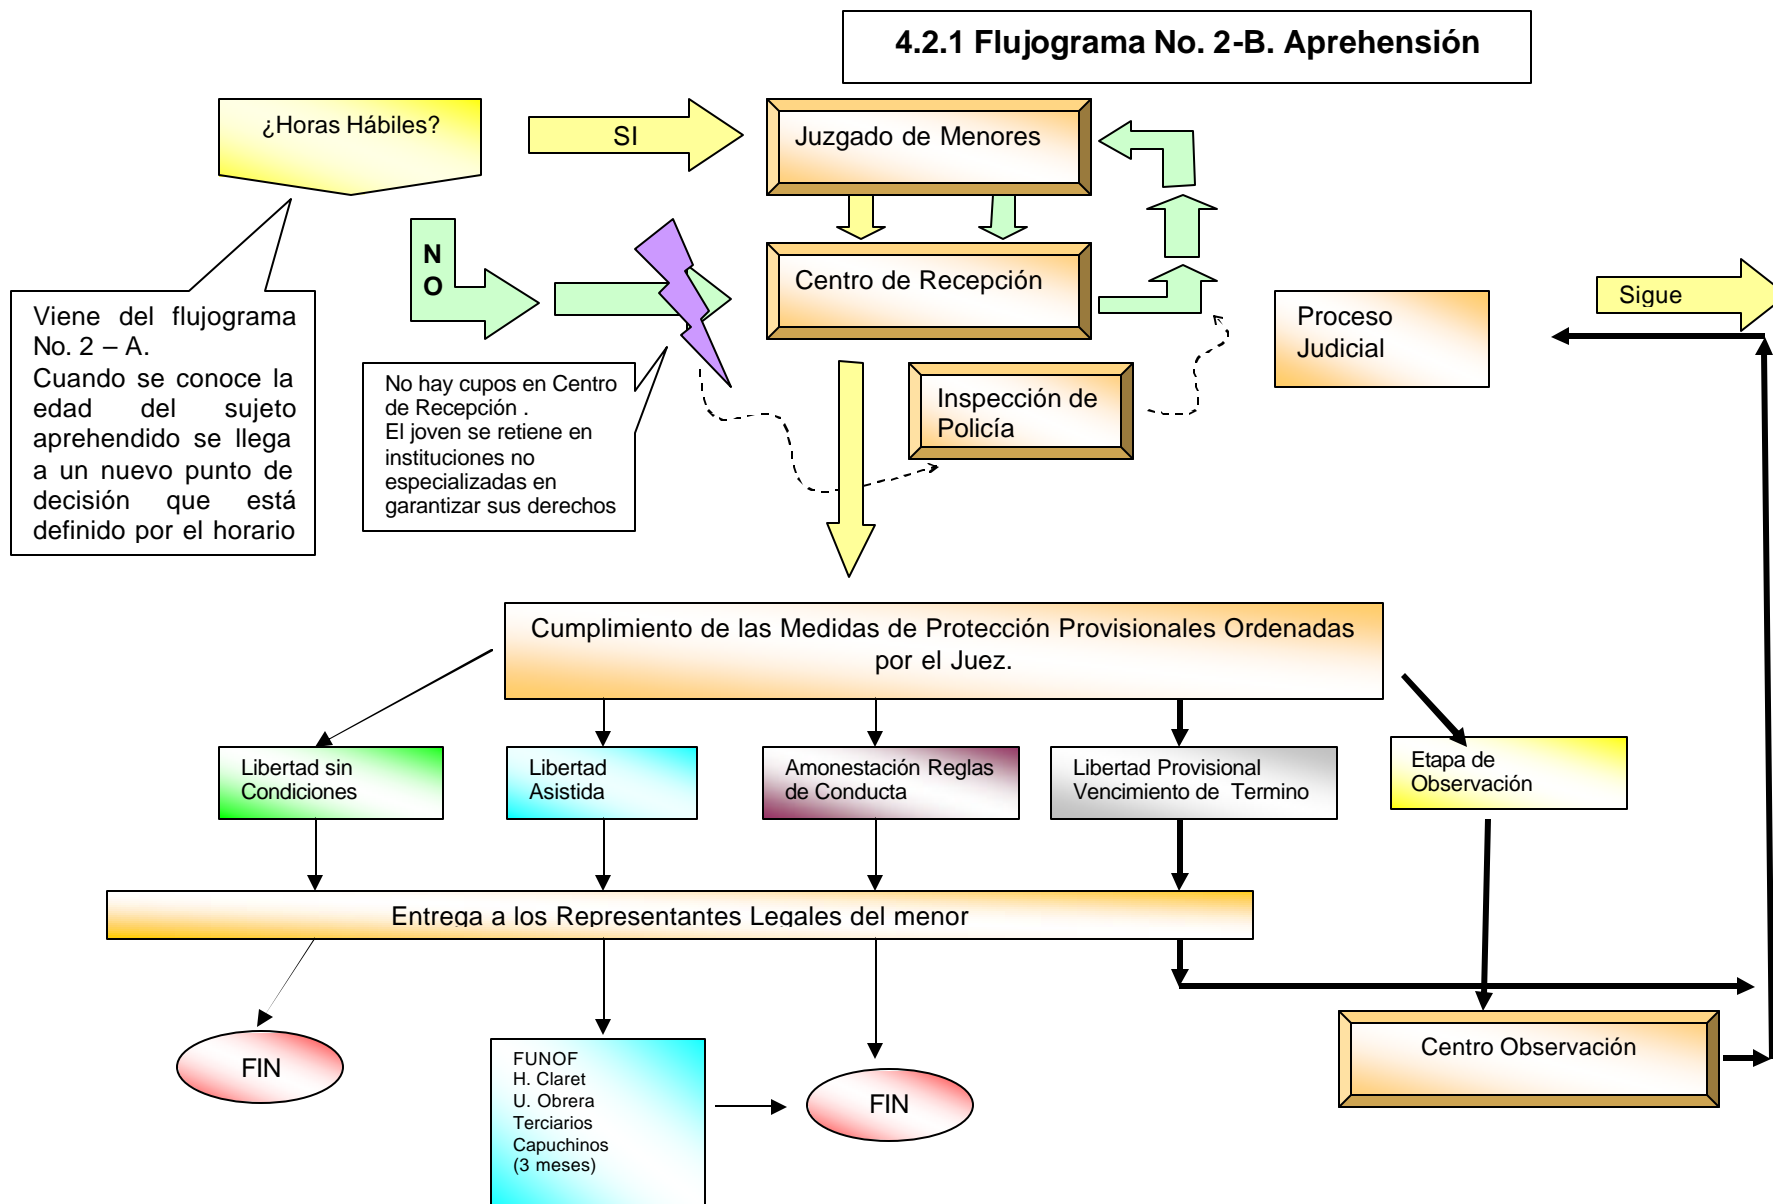 4.2.1 Flujograma No. 2-B. Aprehensión
¿Horas Hábiles?
SI
Juzgado de Menores
N
O
Centro de Recepción
Sigue
Proceso
Judicial
Viene del flujograma
No. 2 – A.
Cuando se conoce la
edad del sujeto
aprehendido se llega
a un nuevo punto de
decisión que está
definido por el horario
No hay cupos en Centro
de Recepción .
El joven se retiene en
instituciones no
especializadas en
garantizar sus derechos
Inspección de
Policía
Cumplimiento de las Medidas de Protección Provisionales Ordenadas
por el Juez.
Libertad sin
Condiciones
Libertad
Asistida
Amonestación Reglas
de Conducta
Libertad Provisional
Vencimiento de Termino
Etapa de
Observación
Entrega a los Representantes Legales del menor
FIN
FUNOF
H. Claret
U. Obrera
Terciarios
Capuchinos
(3 meses)
FIN
Centro Observación